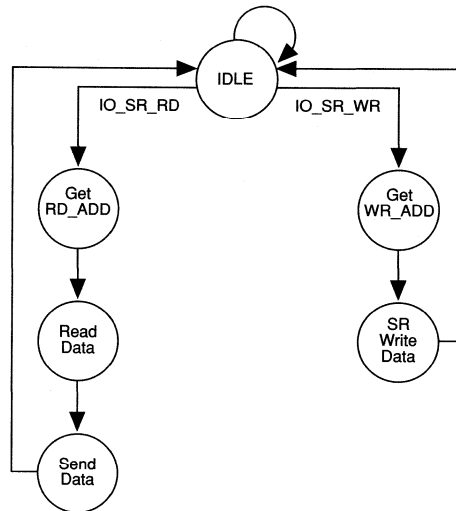 IDLE
IO_SR_RD
IO_SR_WR
Get
RD_ADD
Get
WR_ADD
Read
Data
SR
Write
Data
Send
Data